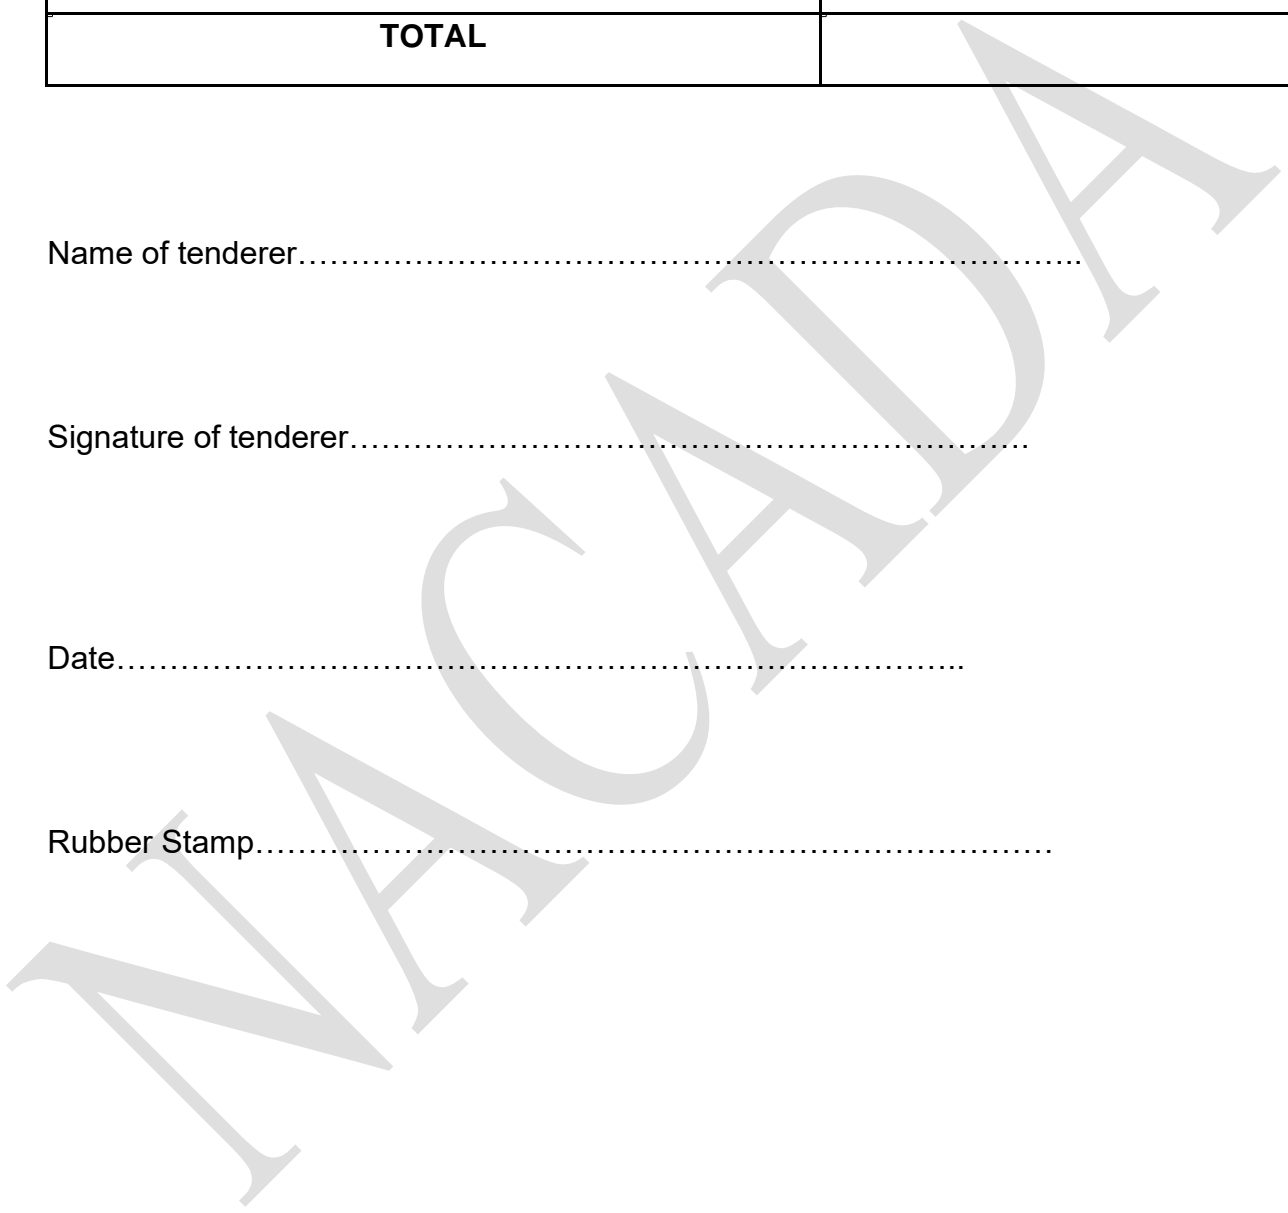 TOTAL
Name of tenderer………………………………………………………………..
Signature of tenderer……………………………………………………….
Date……………………………………………………………………..
Rubber Stamp…………………………………………………………………
NACADA